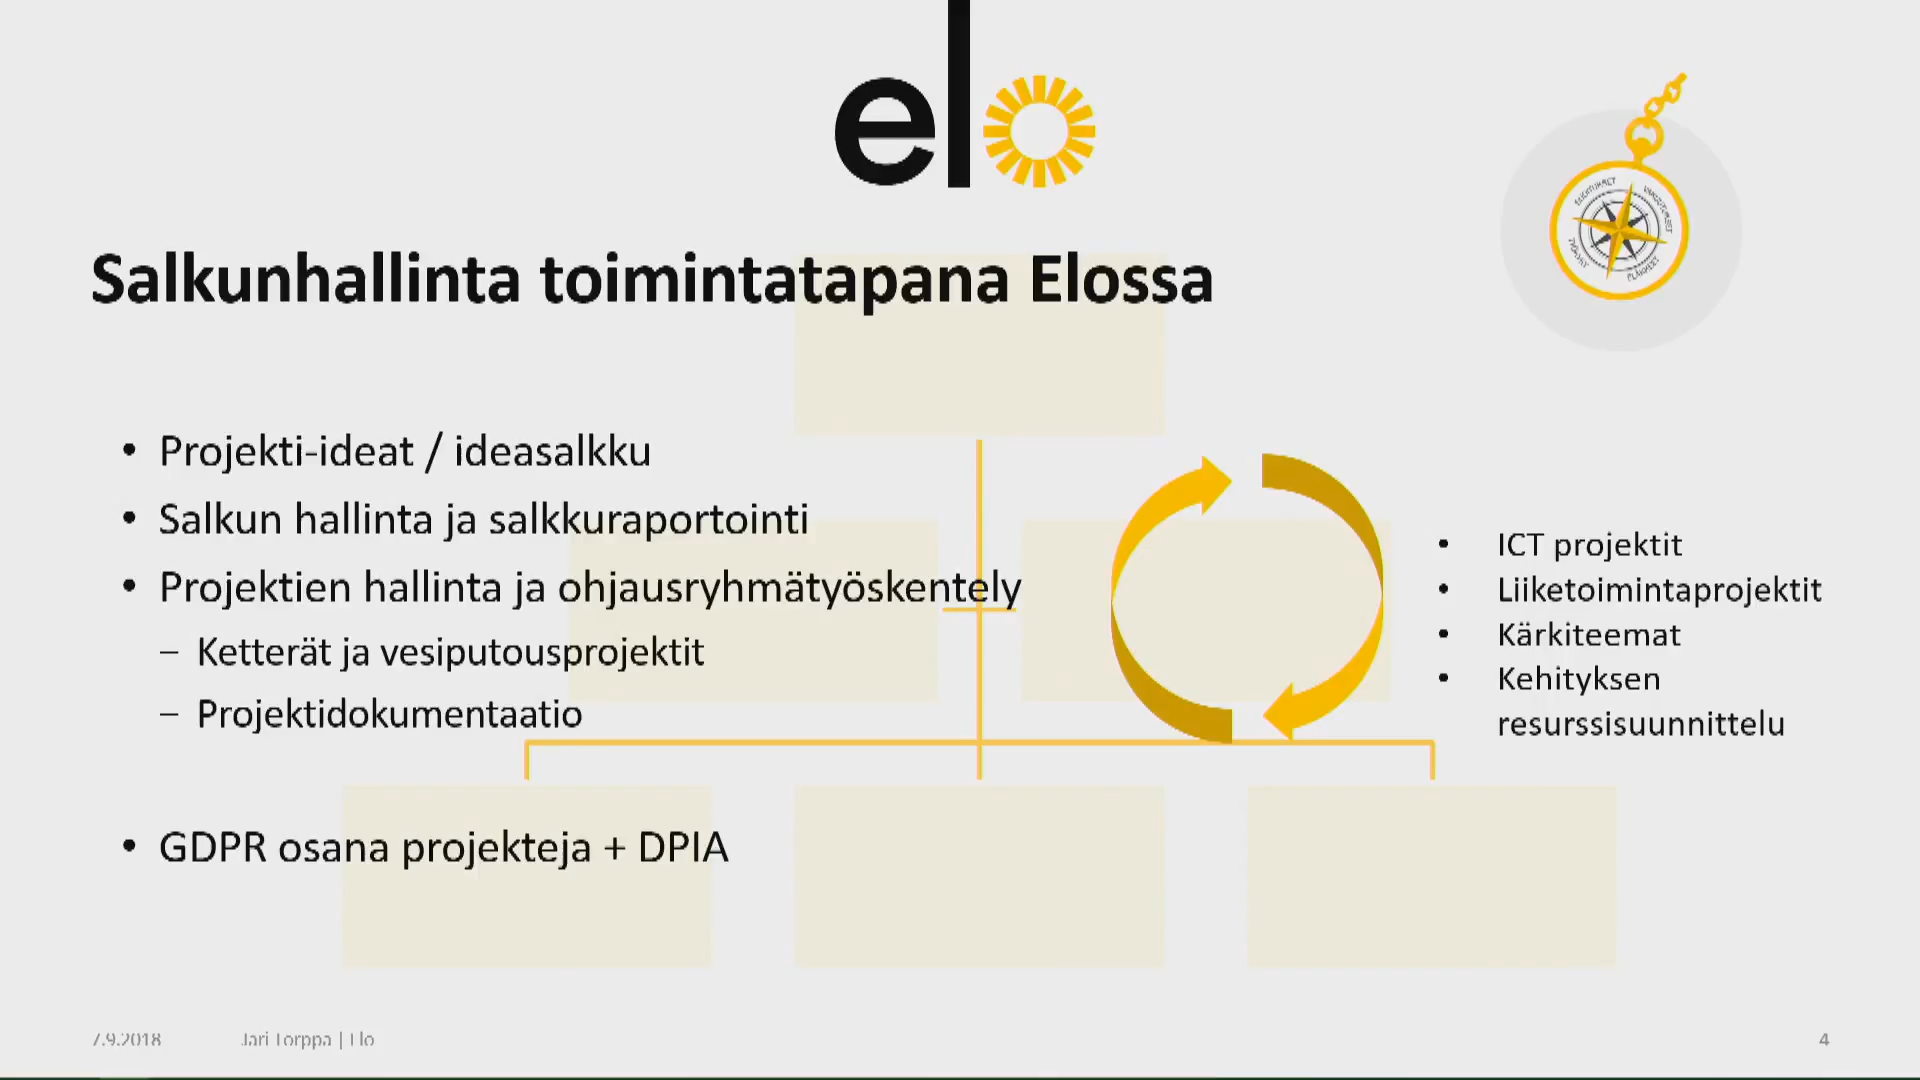 elo
Salkunhallinta toimintatapana Elossa
• Projekti-ideat / ideasalkku
• Salkun hallinta ja salkkuraportointi
• Projektien hallinta ja ohjausryhmätyöskentely
– Ketterät ja vesiputousprojektit
– Projektidokumentaatio
• GDPR osana projekteja + DPIA
• ICT projektit
• Liiketoimintaprojektit
• Kärkiteemat
• Kehityksen
resurssisuunnittelu
7.9.2018 Jari Torppa | Elo
4